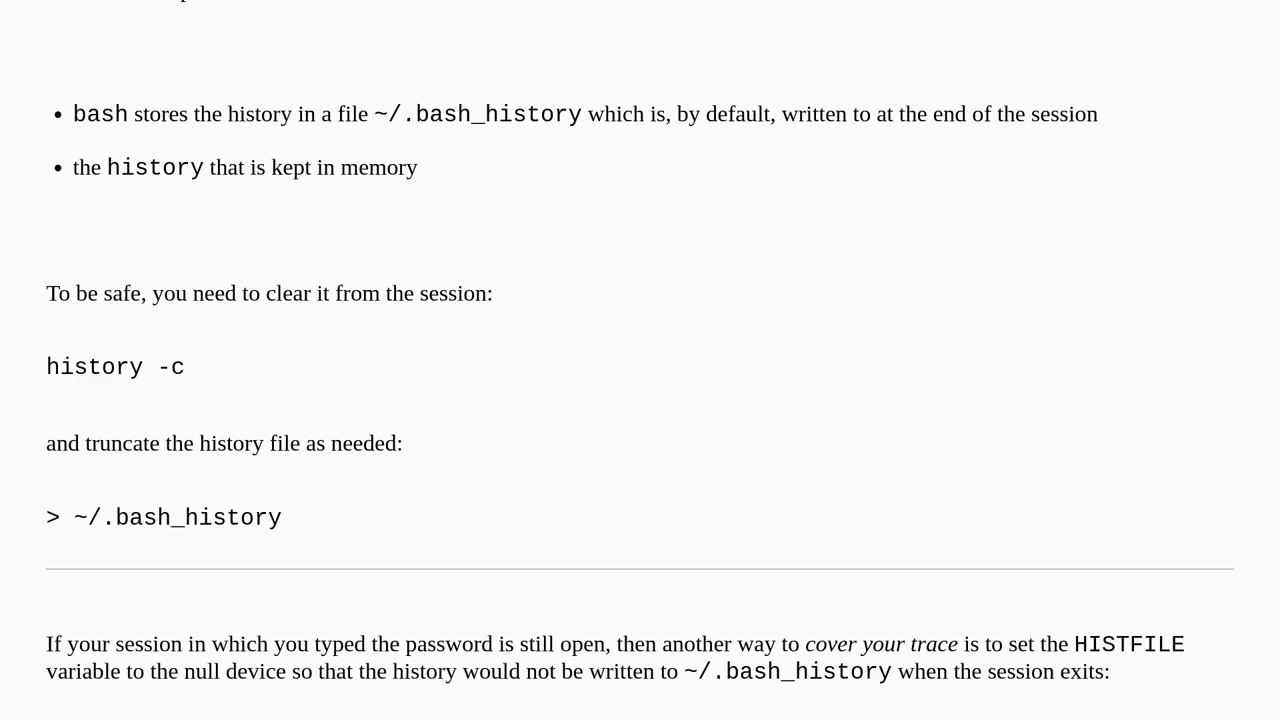 • bash stores the history in a file ~/.bash_history which is, by default, written to at the end of the session
• the history that is kept in memory
To be safe, you need to clear it from the session:
history -c
and truncate the history file as needed:
> ~/.bash_history
If your session in which you typed the password is still open, then another way to cover your trace is to set the HISTFILE
variable to the null device so that the history would not be written to ~/.bash_history when the session exits: